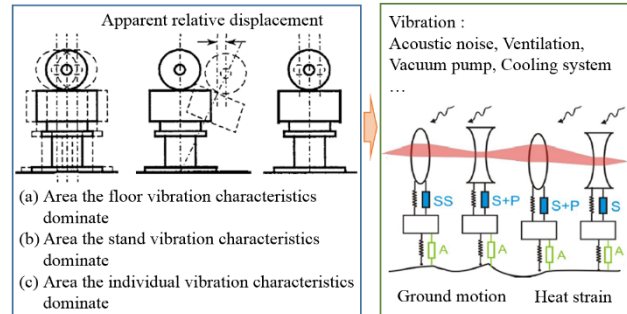 Apparent relative displacement
(a) Area the floor vibration characteristics
dominate
(b) Area the stand vibration characteristics
dominate
(c) Area the individual vibration characteristics
dominate
Vibration :
Acoustic noise, Ventilation,
Vacuum pump, Cooling system
…
SS
S+P
S+P
S
A
A
A
A
Ground motion
Heat strain